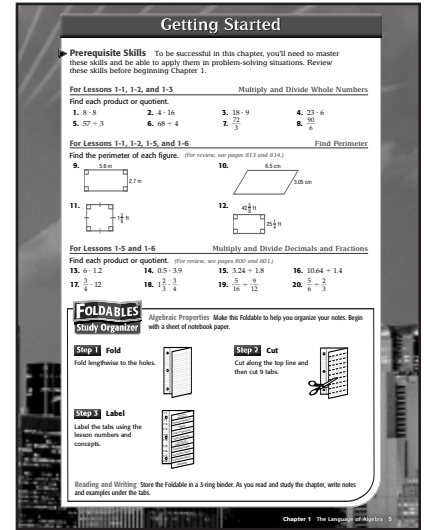 Getting Started
Prerequisite Skills To be successful in this chapter, you'll need to master
these skills and be able to apply them in problem-solving situations. Review
these skills before beginning Chapter 1.
For Lessons 1-1, 1-2, and 1-3 Multiply and Divide Whole Numbers
Find each product or quotient.
1. 8 · 8 2. 4 · 16 3. 18 · 9 4. 23 · 6
5. 57 ÷ 3 6. 68 ÷ 4 7. 72/3 8. 90/6
For Lessons 1-1, 1-2, 1-5, and 1-6 Find Perimeter
Find the perimeter of each figure. (For review, see pages 813 and 814.)
9. 5.6 m 10. 6.5 cm
2.7 m 3.05 cm
11. 12. 42 5/8 ft
ft 25 1/4 ft
For Lessons 1-5 and 1-6 Multiply and Divide Decimals and Fractions
Find each product or quotient. (For review, see pages 800 and 801.)
13. 6 · 1.2 14. 0.5 · 3.9 15. 3.24 ÷ 1.8 16. 10.64 ÷ 1.4
17. 3/4 · 12 18. 1 2/3 · 3/4 19. 5/16 ÷ 9/12 20. 5/6 ÷ 2/3
FOLDABLES
Study Organizer
Algebraic Properties Make this Foldable to help you organize your notes. Begin
with a sheet of notebook paper.
Step 1 Fold
Fold lengthwise to the holes.
Step 2 Cut
Cut along the top line and
then cut 9 tabs.
Step 3 Label
Label the tabs using the
lesson numbers and
concepts.
Reading and Writing Store the Foldable in a 3-ring binder. As you read and study the chapter, write notes
and examples under the tabs.
Chapter 1 The Language of Algebra 5